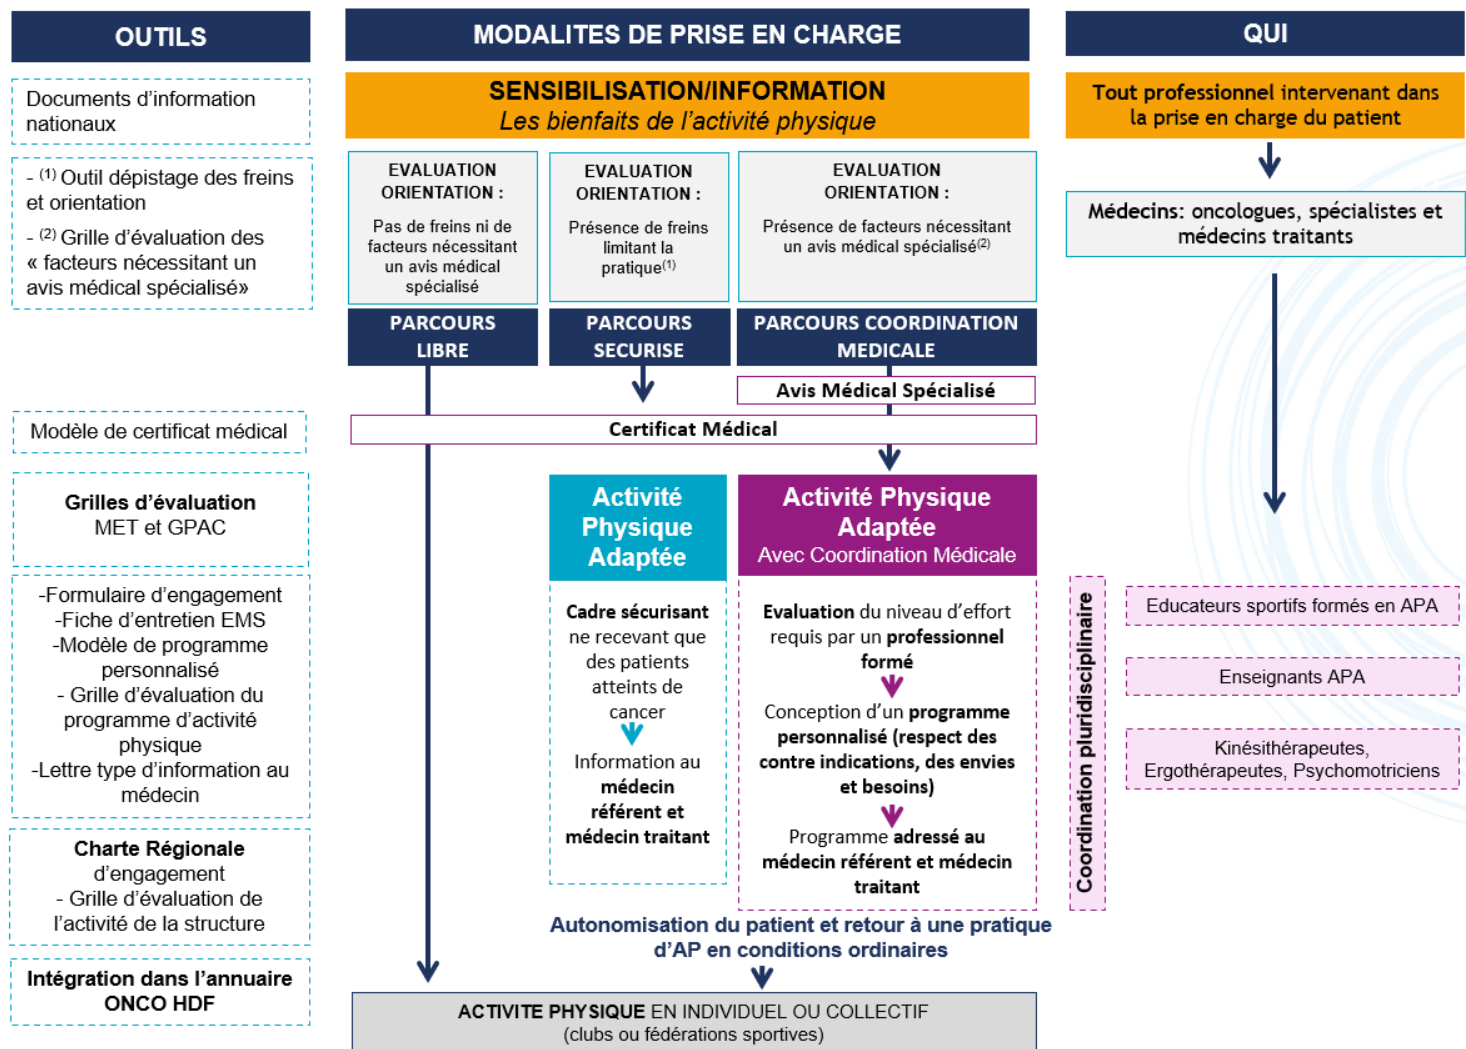 OUTILS
Documents d’information
nationaux
- (1) Outil dépistage des freins
et orientation
- (2) Grille d’évaluation des
« facteurs nécessitant un
avis médical spécialisé»
Modèle de certificat médical
Grilles d’évaluation
MET et GPAC
-Formulaire d’engagement
-Fiche d’entretien EMS
-Modèle de programme
personnalisé
- Grille d’évaluation du
programme d’activité
physique
-Lettre type d’information au
médecin
Charte Régionale
d’engagement
- Grille d’évaluation de
l’activité de la structure
Intégration dans l’annuaire
ONCO HDF
MODALITES DE PRISE EN CHARGE
SENSIBILISATION/INFORMATION
Les bienfaits de l’activité physique
EVALUATION
ORIENTATION :
Pas de freins ni de
facteurs nécessitant
un avis médical
spécialisé
EVALUATION
ORIENTATION :
Présence de freins
limitant la
pratique(1)
EVALUATION
ORIENTATION :
Présence de facteurs nécessitant
un avis médical spécialisé(2)
PARCOURS
LIBRE
PARCOURS
SECURISE
PARCOURS COORDINATION
MEDICALE
Avis Médical Spécialisé
Certificat Médical
Activité
Physique
Adaptée
Cadre sécurisant
ne recevant que
des patients
atteints de
cancer
Information au
médecin
référent et
médecin traitant
Activité Physique
Adaptée
Avec Coordination Médicale
Evaluation du niveau d’effort
requis par un professionnel
formé
Conception d’un programme
personnalisé (respect des
contre indications, des envies
et besoins)
Programme adressé au
médecin référent et médecin
traitant
Autonomisation du patient et retour à une pratique
d’AP en conditions ordinaires
ACTIVITE PHYSIQUE EN INDIVIDUEL OU COLLECTIF
(clubs ou fédérations sportives)
QUI
Tout professionnel intervenant dans
la prise en charge du patient
Médecins: oncologues, spécialistes et
médecins traitants
Coordination pluridisciplinaire
Educateurs sportifs formés en APA
Enseignants APA
Kinésithérapeutes,
Ergothérapeutes, Psychomotriciens